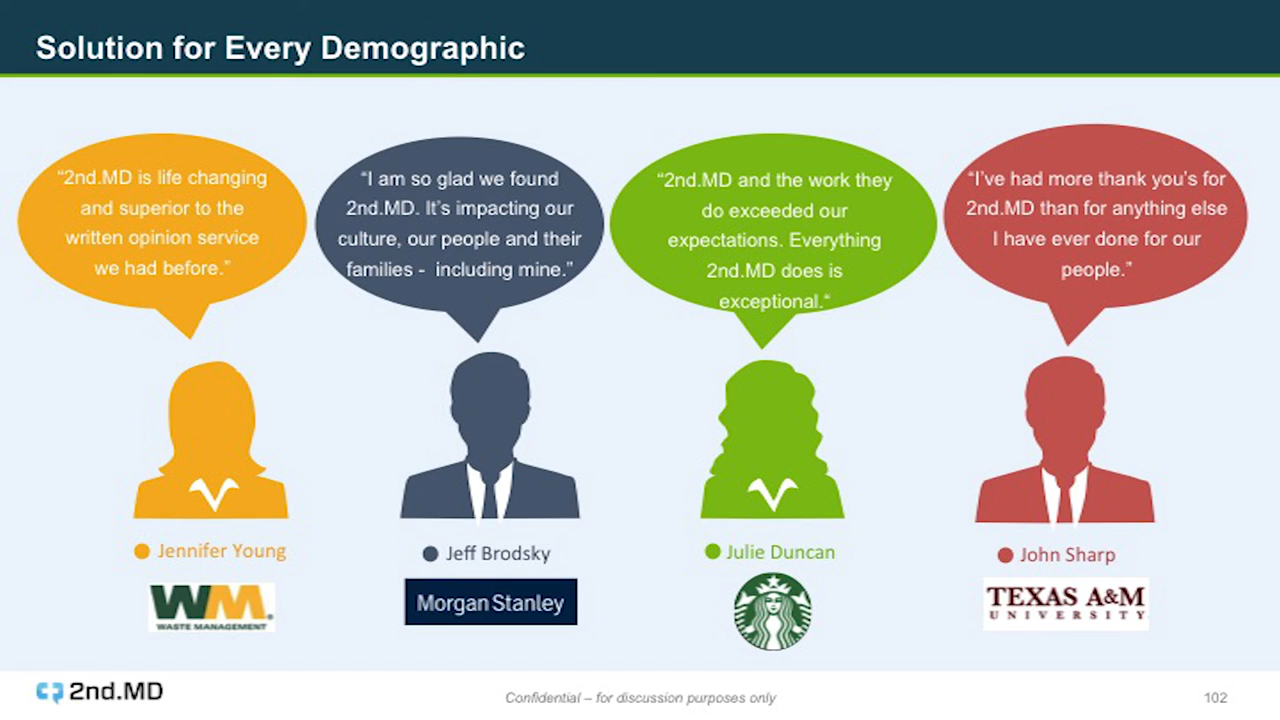 Solution for Every Demographic
“2nd.MD is life changing
and superior to the
written opinion service
we had before.”
“I am so glad we found
2nd.MD. It’s impacting our
culture, our people and their
families - including mine.”
“2nd.MD and the work they
do exceeded our
expectations. Everything
2nd.MD does is
exceptional.“
“I’ve had more thank you’s for
2nd.MD than for anything else
I have ever done for our
people.”
Jennifer Young
Jeff Brodsky
Julie Duncan
John Sharp
WM
WASTE MANAGEMENT
Morgan Stanley
TEXAS A&M
UNIVERSITY
2nd.MD
Confidential – for discussion purposes only
102